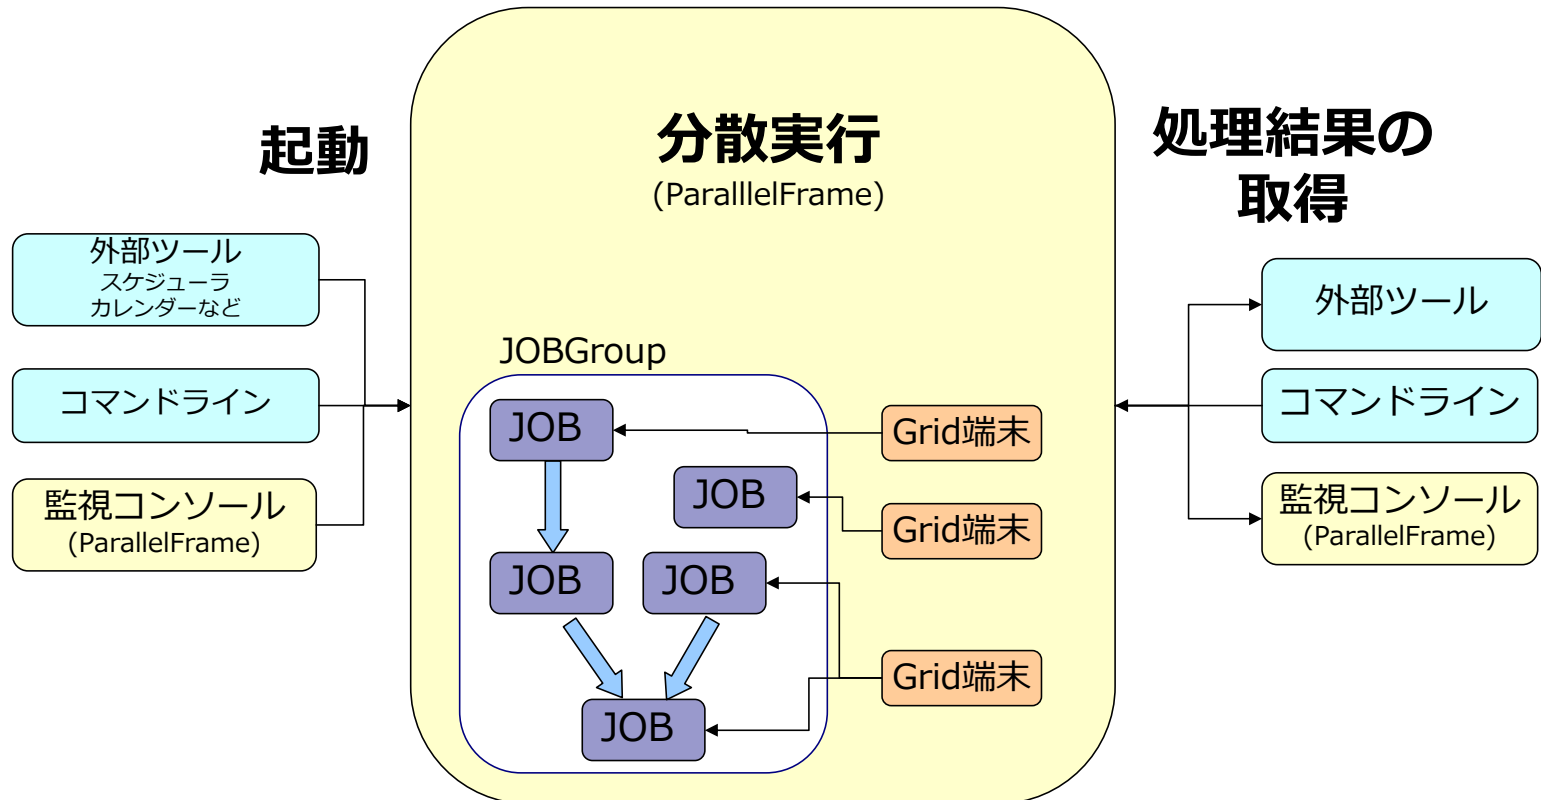 起動
外部ツール
スケジューラ
カレンダーなど
コマンドライン
監視コンソール
(ParallelFrame)
分散実行
(ParalllelFrame)
JOBGroup
JOB
JOB
JOB
JOB
JOB
Grid端末
Grid端末
Grid端末
処理結果の
取得
外部ツール
コマンドライン
監視コンソール
(ParallelFrame)